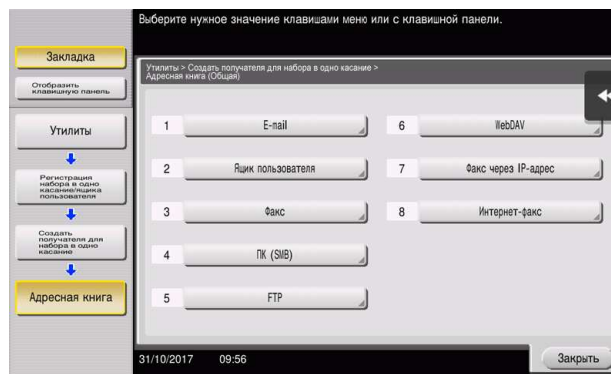 Выберите нужное значение клавишами меню или с клавишной панели.
Закладка
Отобразить
клавишную панель
Утилиты
Регистрация
набора в одно
касание/ящика
пользователя
Создать
получателя для
набора в одно
касание
Адресная книга
Утилиты > Создать получателя для набора в одно касание >
Адресная книга (Общая)
1 E-mail
2 Ящик пользователя
3 Факс
4 ПК (SMB)
5 FTP
6 WebDAV
7 Факс через IP-адрес
8 Интернет-факс
31/10/2017 09:56
Закрыть